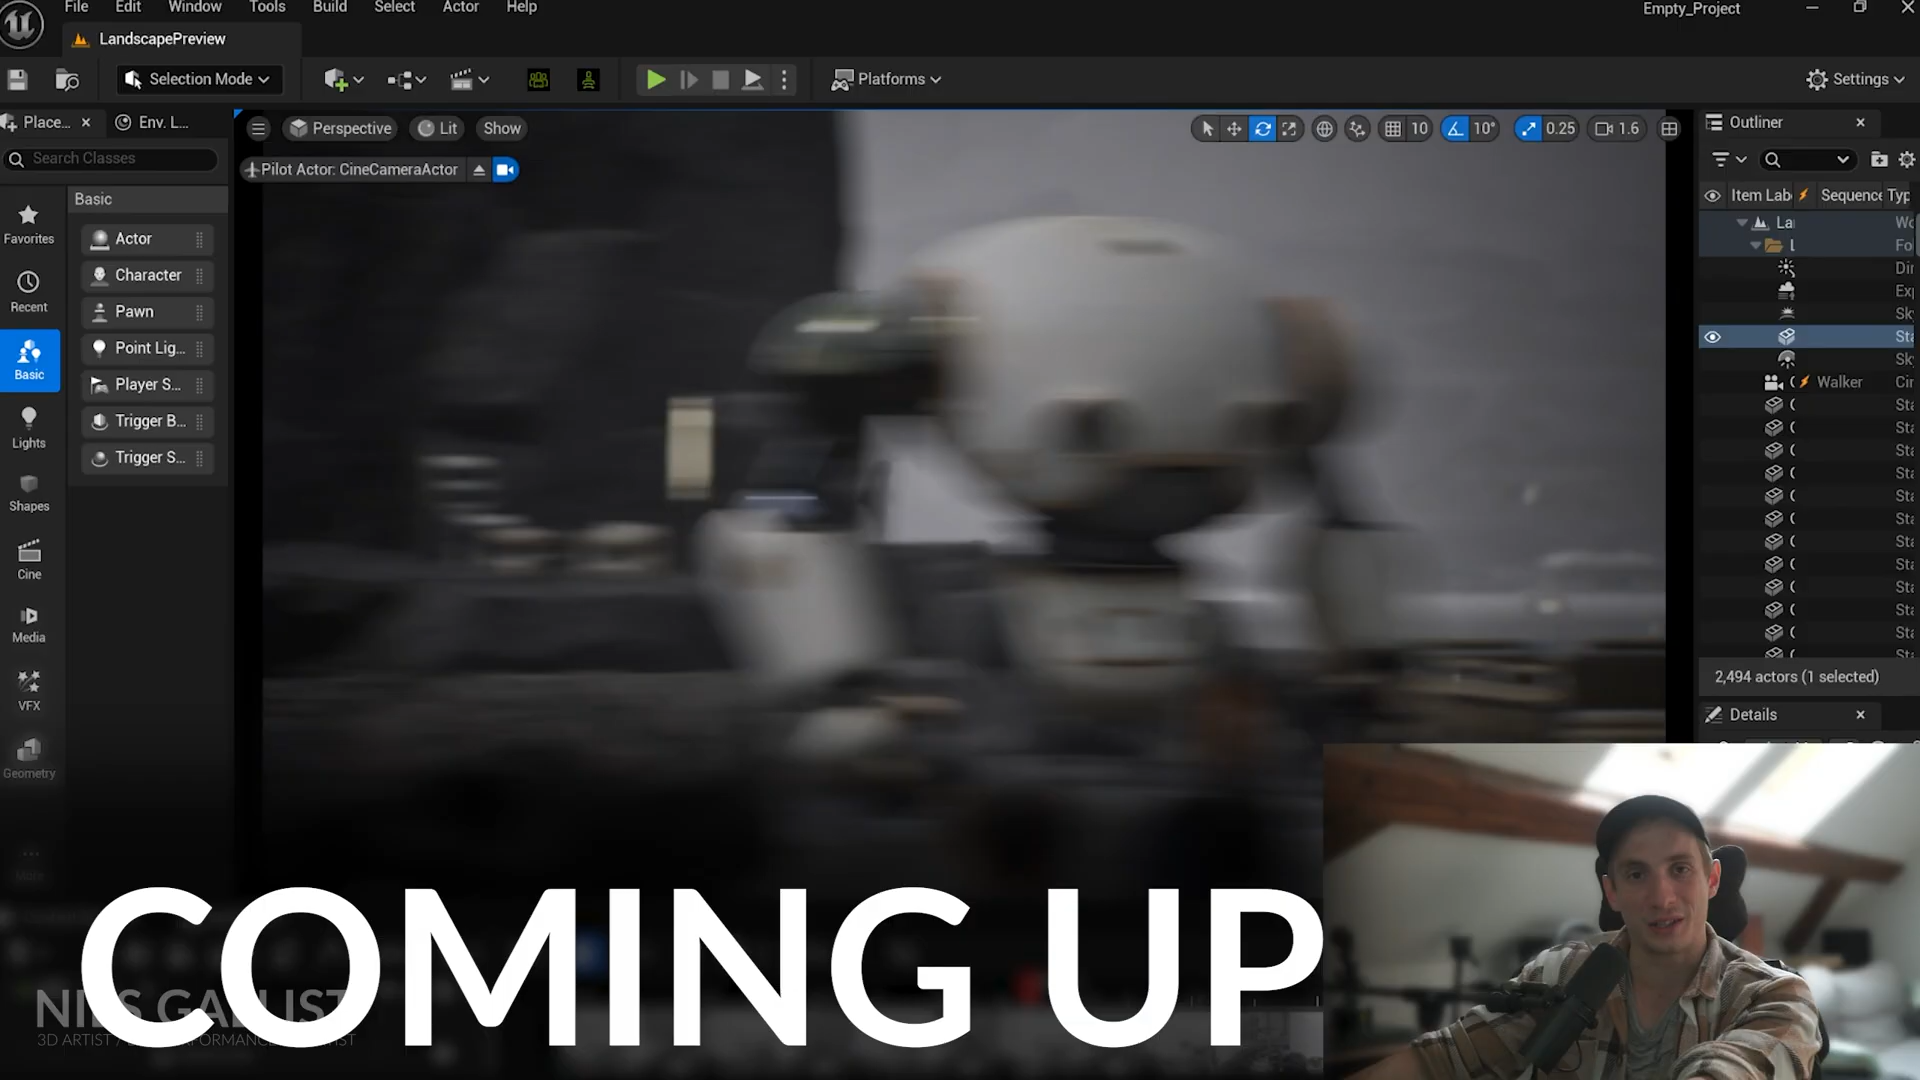 File Edit Window Tools Build Select Actor Help Empty_Project
LandscapePreview
Selection Mode Platforms Settings
Place... Env. L... Outliner
Search Classes
Perspective Lit Show 10 10° 0.25 1.6
Pilot Actor: CineCameraActor
Item Lab Sequence Typ
Basic
Favorites
Recent
Basic
Lights
Shapes
Cine
Media
VFX
Geometry
More
Actor
Character
Pawn
Point Lig...
Player S...
Trigger B...
Trigger S...
Walker
2,494 actors (1 selected)
Details
COMING UP
3D ARTIST /